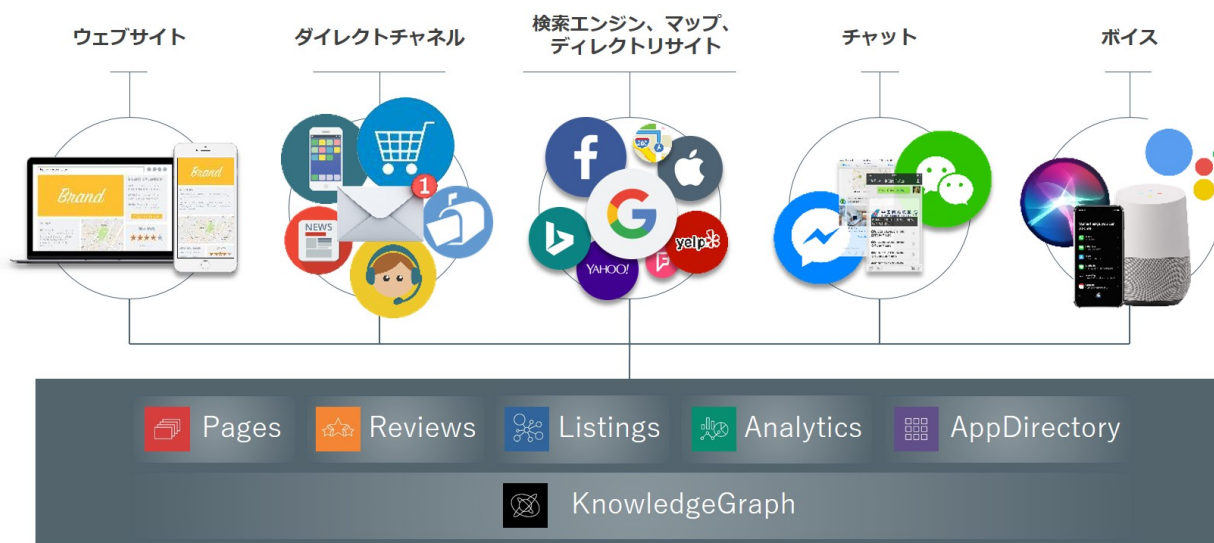 ウェブサイト
ダイレクトチャネル
検索エンジン、マップ、
ディレクトリサイト
チャット
ボイス
Brand
Brand
1
NEWS
YAHOO!
yelp
Pages
Reviews
Listings
Analytics
AppDirectory
KnowledgeGraph